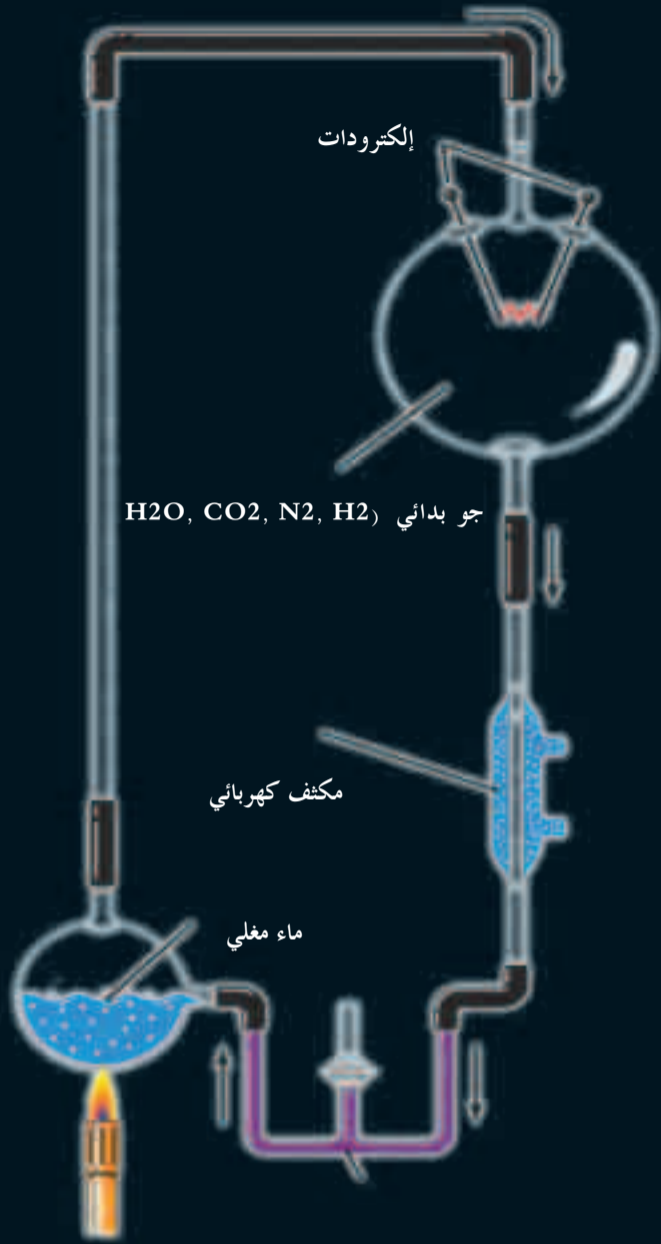 إلكترودات
جو بدائي (H2O, CO2, N2, H2
مكثف كهربائي
ماء مغلي